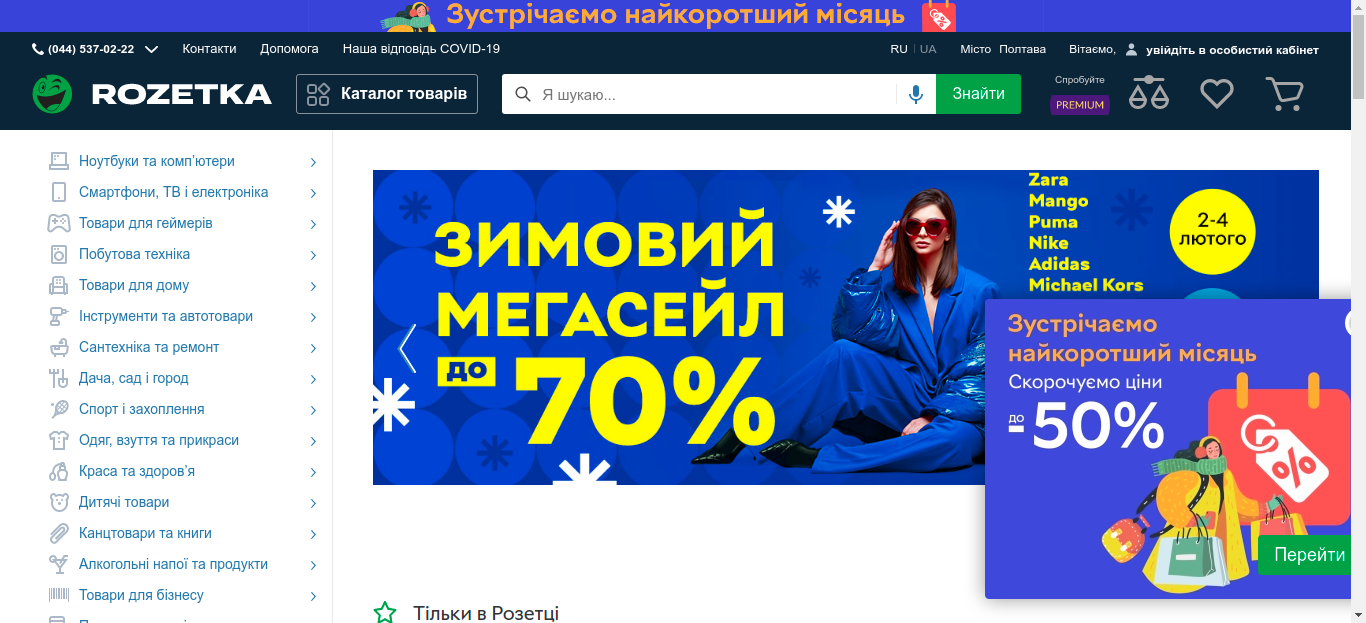 Зустрічаємо найкоротший місяць
(044) 537-02-22
Контакти
Допомога
Наша відповідь COVID-19
RU | UA
Місто Полтава
Вітаємо, увійдіть в особистий кабінет
ROZETKA
Каталог товарів
Я шукаю...
Знайти
Спробуйте
PREMIUM
Ноутбуки та комп'ютери
Смартфони, ТВ і електроніка
Товари для геймерів
Побутова техніка
Товари для дому
Інструменти та автотовари
Сантехніка та ремонт
Дача, сад і город
Спорт і захоплення
Одяг, взуття та прикраси
Краса та здоров'я
Дитячі товари
Канцтовари та книги
Алкогольні напої та продукти
Товари для бізнесу
ЗИМОВИЙ
МЕГАСЕЙЛ
ДО 70%
Zara
Mango
Puma
Nike
Adidas
Michael Kors
2-4
ЛЮТОГО
Зустрічаємо
найкоротший місяць
Скорочуємо ціни
до -50%
%
Перейти
Тільки в Розетці